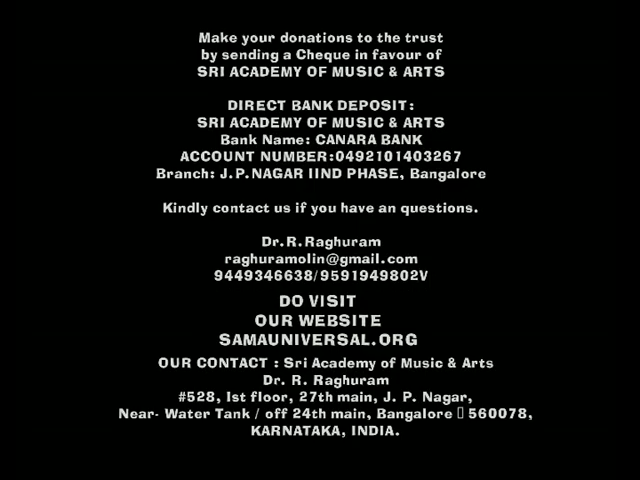 Make your donations to the trust
by sending a Cheque in favour of
SRI ACADEMY OF MUSIC & ARTS
DIRECT BANK DEPOSIT:
SRI ACADEMY OF MUSIC & ARTS
Bank Name: CANARA BANK
ACCOUNT NUMBER:0492101403267
Branch: J.P.NAGAR IIND PHASE, Bangalore
Kindly contact us if you have an questions.
Dr.R.Raghuram
raghuramolin@gmail.com
9449346638/9591949802V
DO VISIT
OUR WEBSITE
SAMAUNIVERSAL.ORG
OUR CONTACT : Sri Academy of Music & Arts
Dr. R. Raghuram
#528, Ist floor, 27th main, J. P. Nagar,
Near- Water Tank / off 24th main, Bangalore ▯ 560078,
KARNATAKA, INDIA.